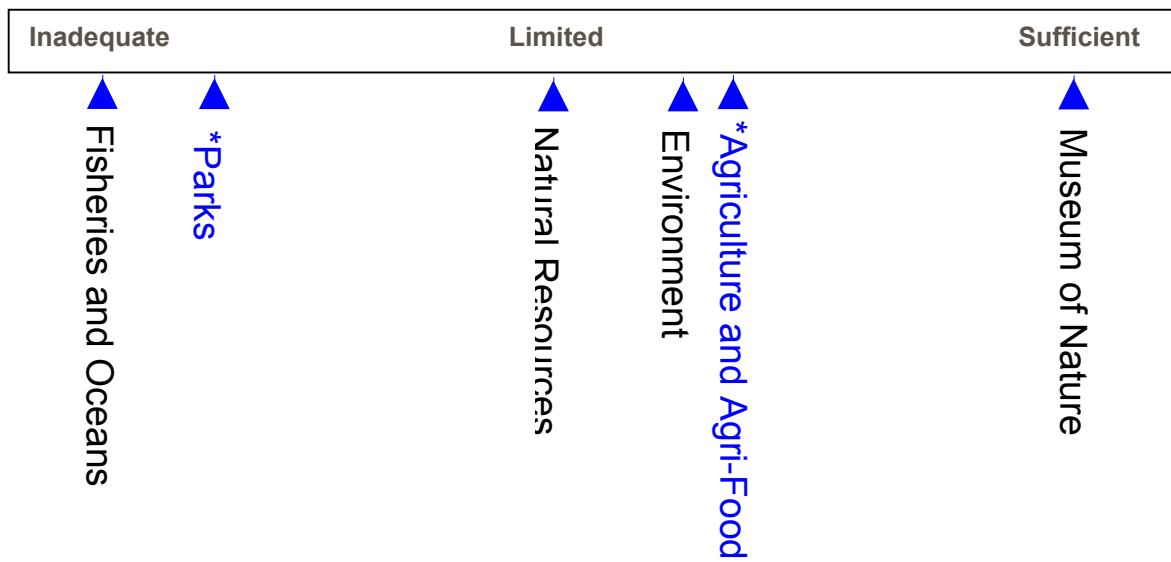 Inadequate Limited Sufficient
Fisheries and Oceans
*Parks
Natural Resources
Environment
*Agriculture and Agri-Food
Museum of Nature